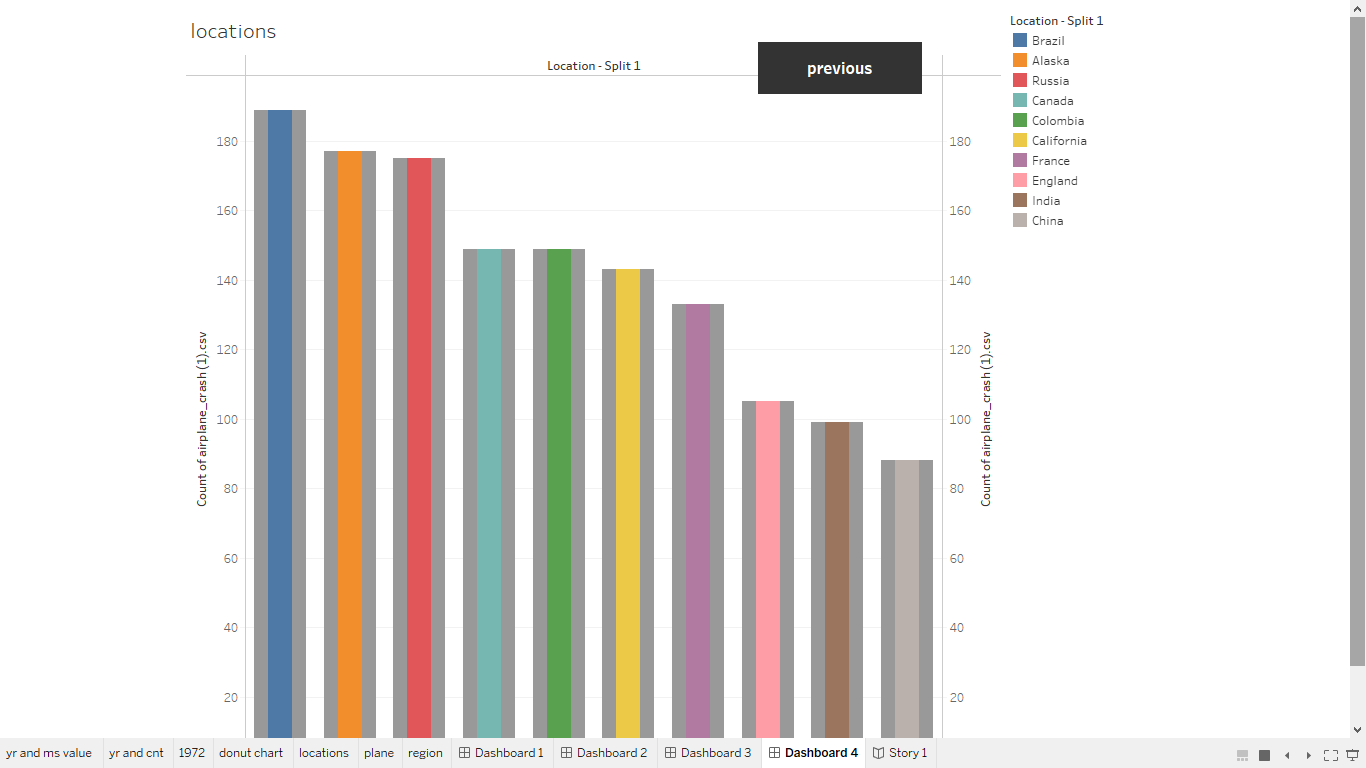 locations
Location - Split 1
previous
180
160
140
120
100
80
60
40
20
Count of airplane_crash (1).csv
180
160
140
120
100
80
60
40
20
Count of airplane_crash (1).csv
Location - Split 1
Brazil
Alaska
Russia
Canada
Colombia
California
France
England
India
China
yr and ms value
yr and cnt
1972
donut chart
locations
plane
region
Dashboard 1
Dashboard 2
Dashboard 3
Dashboard 4
Story 1